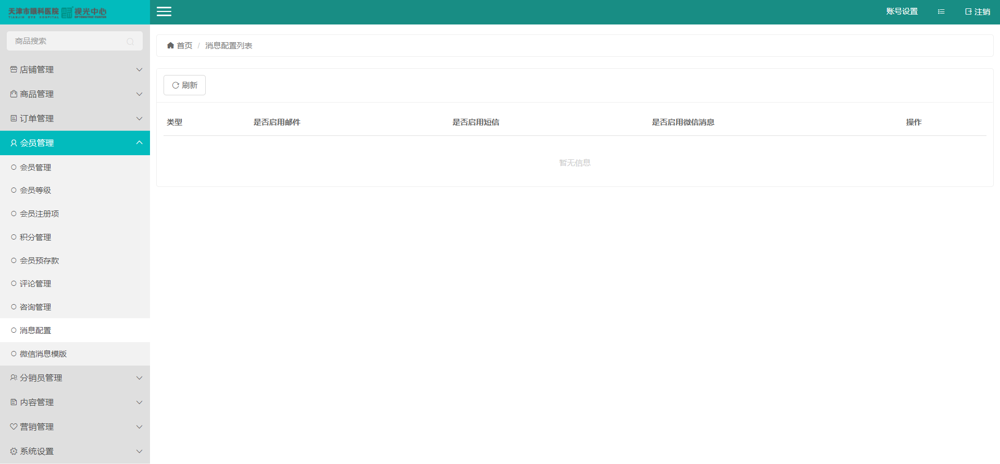 天津市眼科医院 视光中心
TIANJIN EYE HOSPITAL OPTOMETRIC CENTER
账号设置
注销
商品搜索
店铺管理
商品管理
订单管理
会员管理
会员管理
会员等级
会员注册项
积分管理
会员预存款
评论管理
咨询管理
消息配置
微信消息模版
分销员管理
内容管理
营销管理
系统设置
首页 / 消息配置列表
刷新
类型 是否启用邮件 是否启用短信 是否启用微信消息 操作
暂无信息